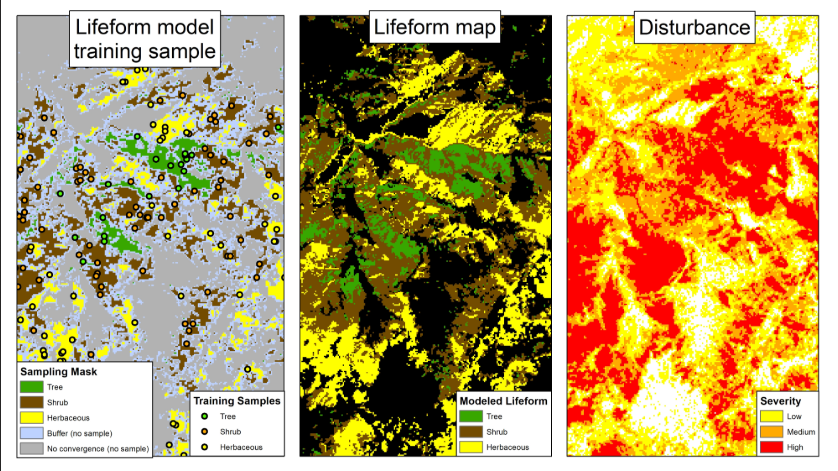 Lifeform model
training sample
Sampling Mask
Tree
Shrub
Herbaceous
Buffer (no sample)
No convergence (no sample)
Training Samples
Tree
Shrub
Herbaceous
Lifeform map
Modeled Lifeform
Tree
Shrub
Herbaceous
Disturbance
Severity
Low
Medium
High